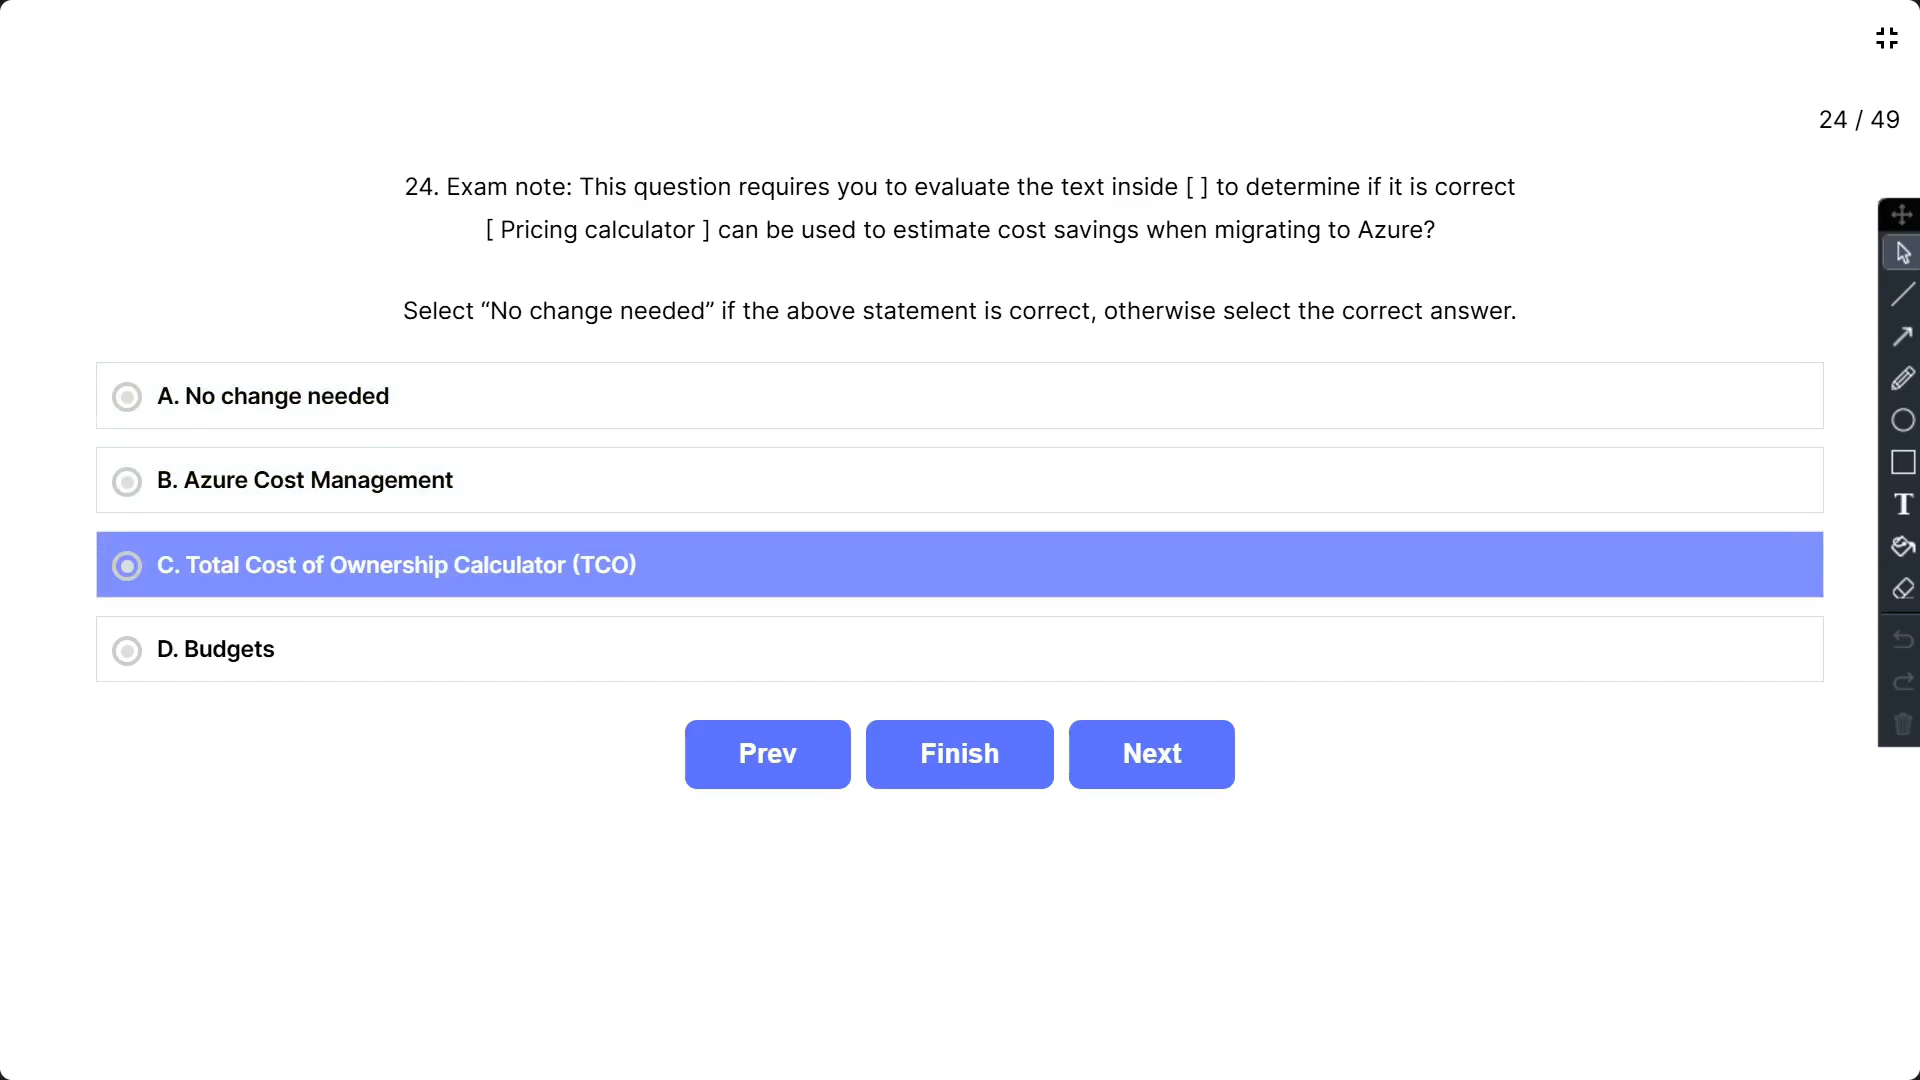 24 / 49
24. Exam note: This question requires you to evaluate the text inside [ ] to determine if it is correct
[ Pricing calculator ] can be used to estimate cost savings when migrating to Azure?
Select “No change needed” if the above statement is correct, otherwise select the correct answer.
A. No change needed
B. Azure Cost Management
C. Total Cost of Ownership Calculator (TCO)
D. Budgets
Prev
Finish
Next
T